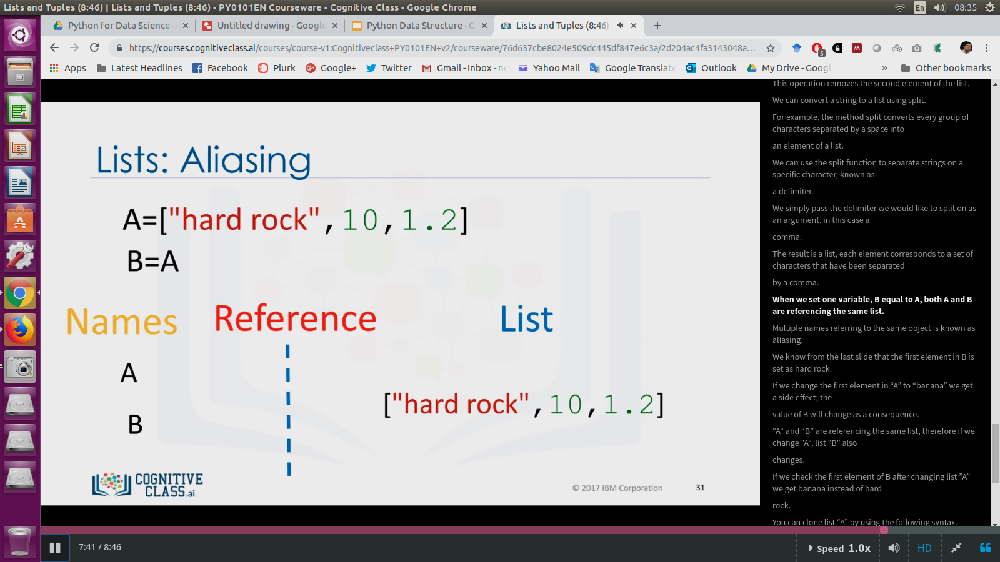 Lists and Tuples (8:46) | Lists and Tuples (8:46) - PY0101EN Courseware - Cognitive Class - Google Chrome
En
08:35
Python for Data Science -
Untitled drawing - Google
Python Data Structure - G
Lists and Tuples (8:46)
https://courses.cognitiveclass.ai/courses/course-v1:Cognitiveclass+PY0101EN+v2/courseware/76d637cbe8024e509dc445df847e6c3a/2d204ac4fa3143048a...
5
Apps
Latest Headlines
Facebook
Plurk
Google+
Twitter
Gmail - Inbox - no
Yahoo Mail
Google Translate
Outlook
My Drive - Googl
»
Other bookmarks
Lists: Aliasing
A=["hard rock",10,1.2]
B=A
Names
Reference
List
A
B
["hard rock",10,1.2]
COGNITIVE
CLASS.ai
© 2017 IBM Corporation
31
This operation removes the second element of the list.
We can convert a string to a list using split.
For example, the method split converts every group of
characters separated by a space into
an element of a list.
We can use the split function to separate strings on a
specific character, known as
a delimiter.
We simply pass the delimiter we would like to split on as
an argument, in this case a
comma.
The result is a list, each element corresponds to a set of
characters that have been separated
by a comma.
When we set one variable, B equal to A, both A and B
are referencing the same list.
Multiple names referring to the same object is known as
aliasing.
We know from the last slide that the first element in B is
set as hard rock.
If we change the first element in “A” to “banana” we get
a side effect; the
value of B will change as a consequence.
"A" and “B” are referencing the same list, therefore if we
change "A“, list "B" also
changes.
If we check the first element of B after changing list ”A”
we get banana instead of hard
rock.
You can clone list “A” by using the following syntax.
7:41 / 8:46
Speed 1.0x
HD